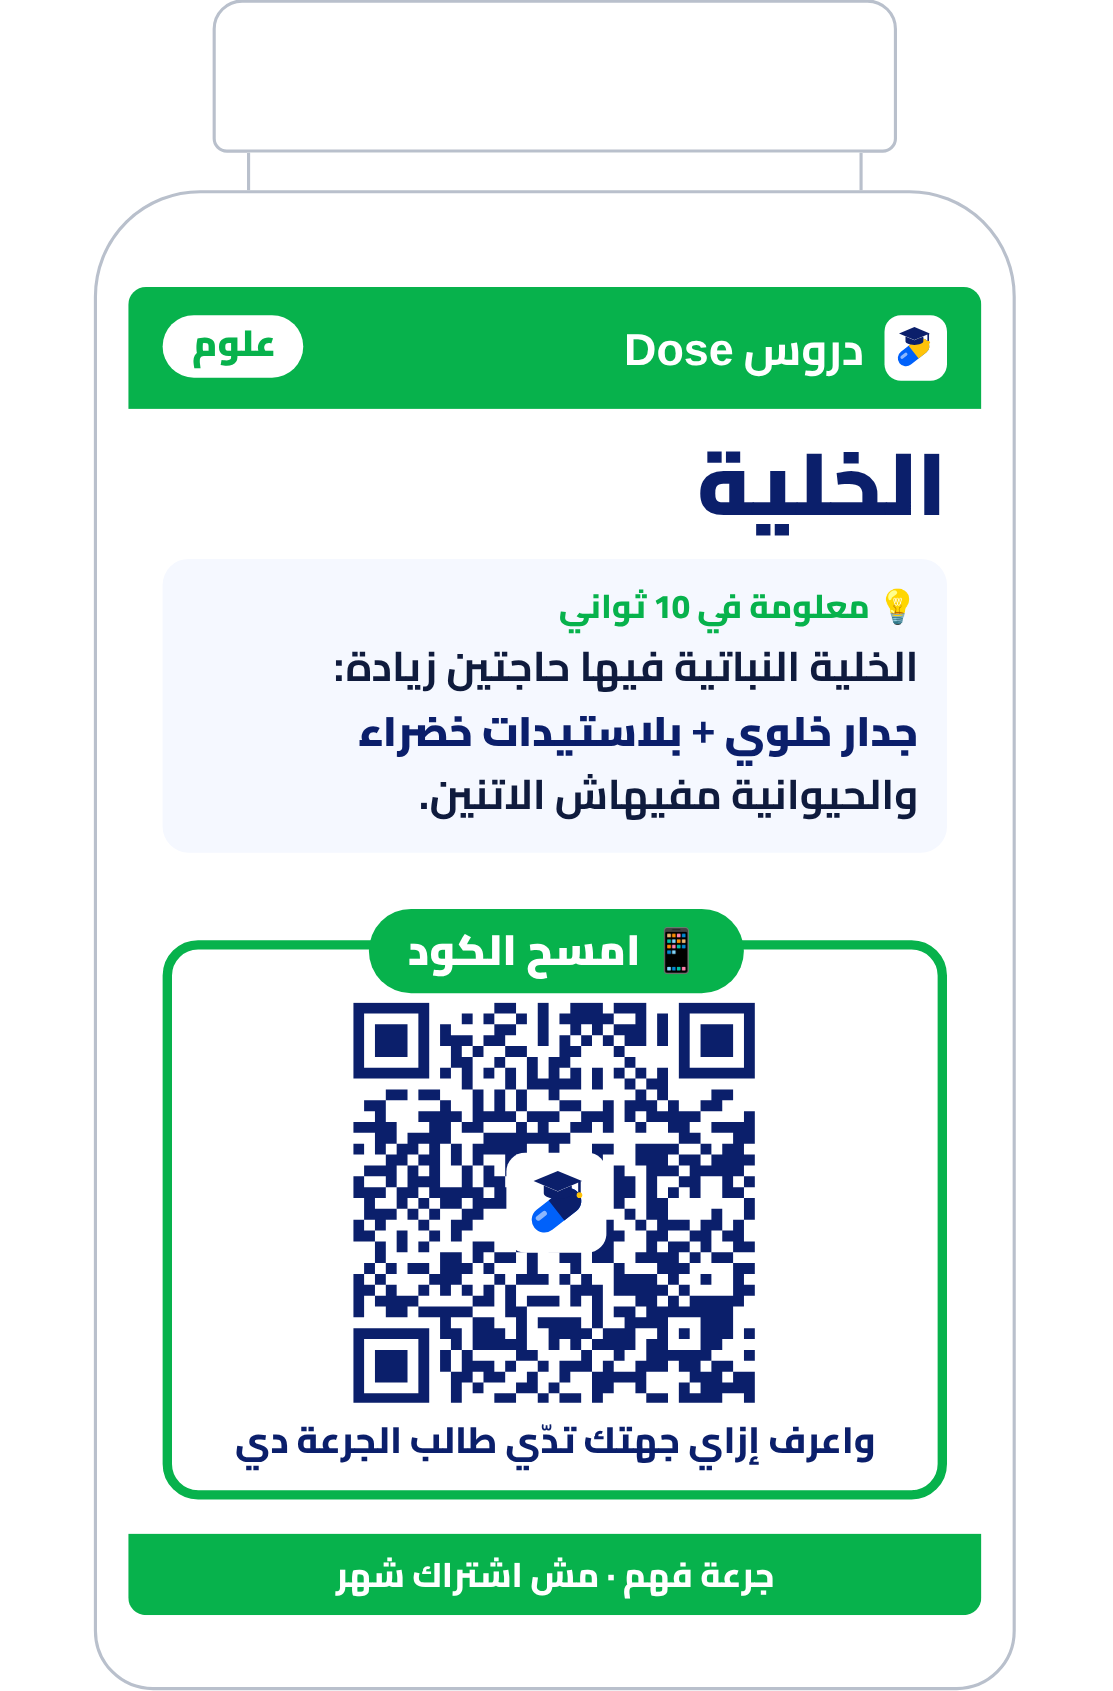 دروس Dose
علوم
الخلية
💡 معلومة في 10 ثواني
الخلية النباتية فيها حاجتين زيادة:
جدار خلوي + بلاستيدات خضراء
والحيوانية مفيهاش الاتنين.
📱 امسح الكود
واعرف إزاي جهتك تدّي طالب الجرعة دي
جرعة فهم · مش اشتراك شهر